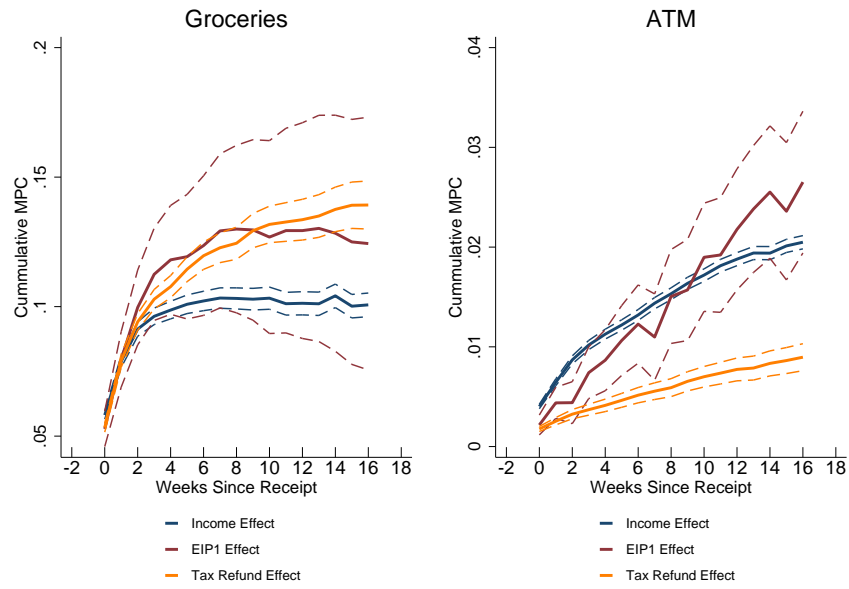 Groceries
Cummulative MPC
.2
.15
.1
.05
-2 0 2 4 6 8 10 12 14 16 18
Weeks Since Receipt
Income Effect
EIP1 Effect
Tax Refund Effect
ATM
Cummulative MPC
.04
.03
.02
.01
0
-2 0 2 4 6 8 10 12 14 16 18
Weeks Since Receipt
Income Effect
EIP1 Effect
Tax Refund Effect